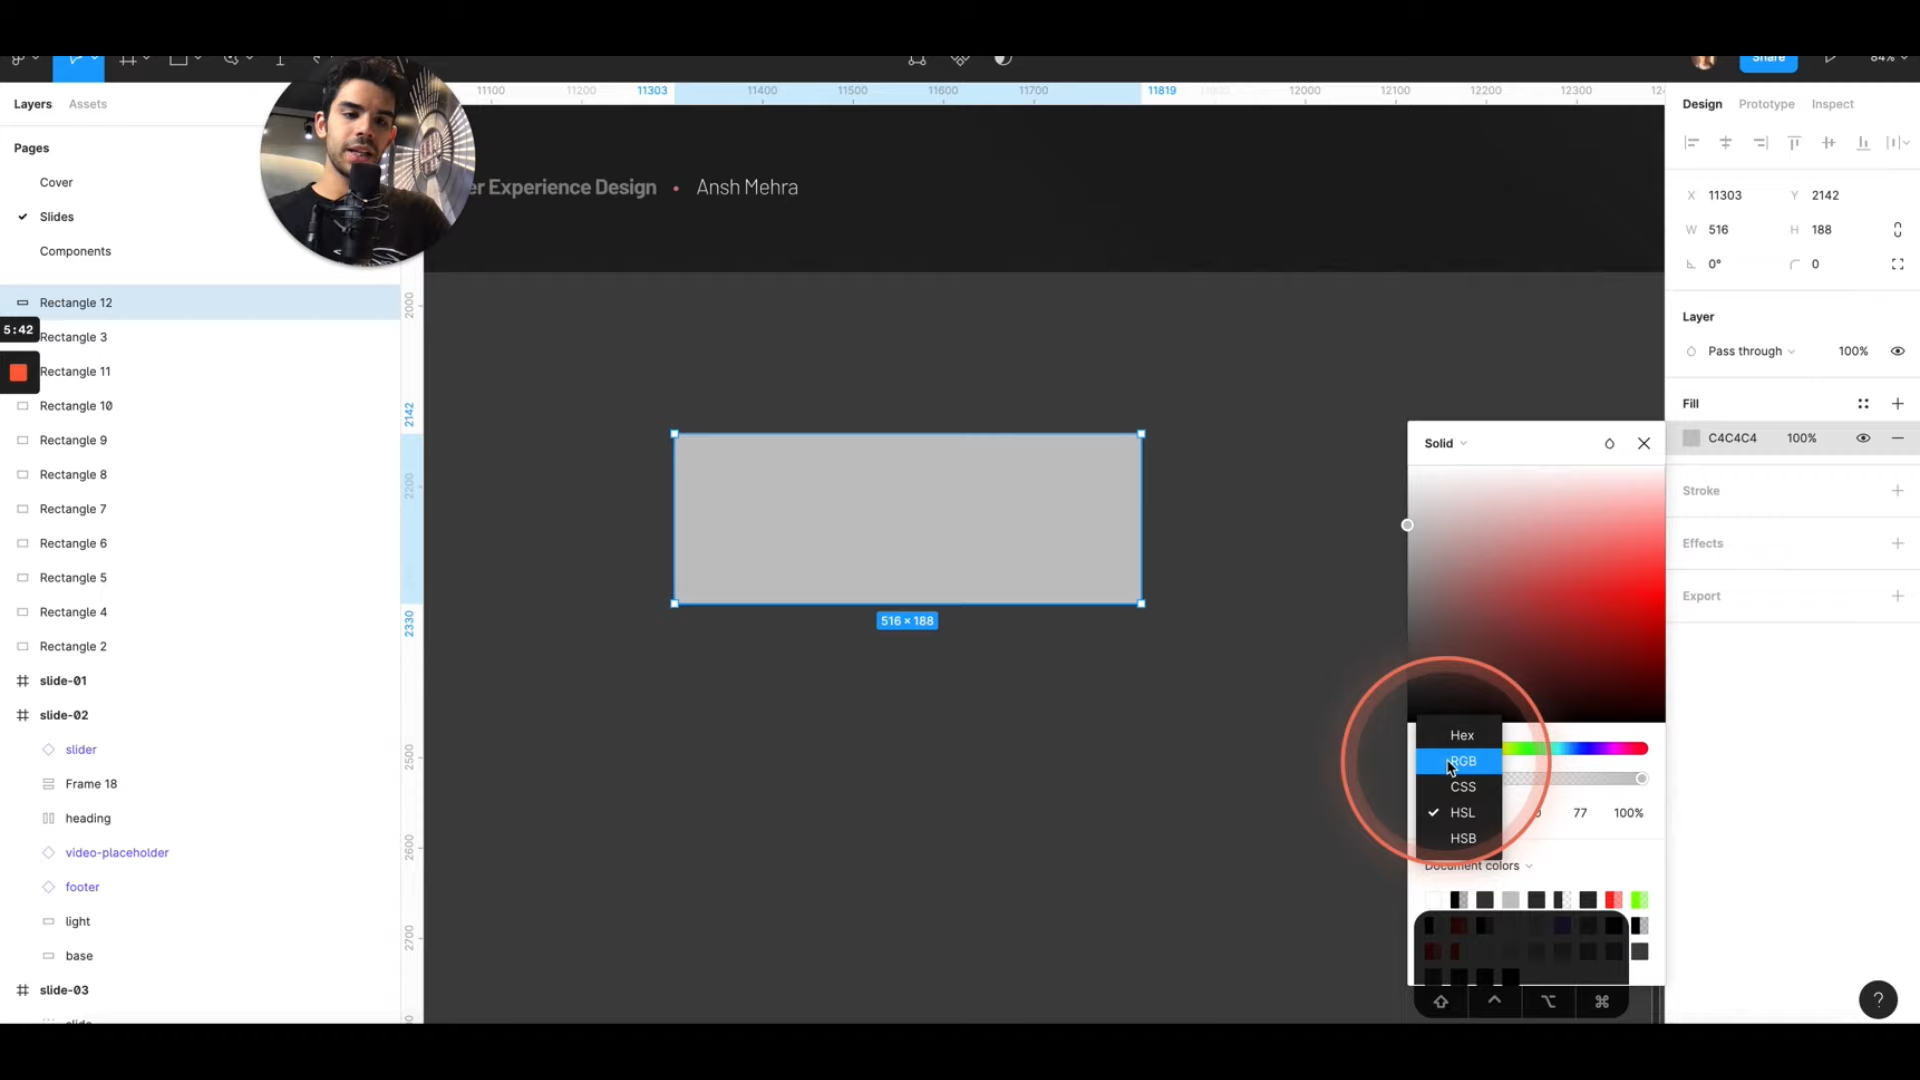 Share
84%
Layers Assets
11100 11200 11303 11400 11500 11600 11700 11819 12000 12100 12200 12300
Design Prototype Inspect
Pages
Cover
Slides
Components
er Experience Design • Ansh Mehra
X 11303 Y 2142
W 516 H 188
0° 0
Rectangle 12
5:42
Rectangle 3
Rectangle 11
Rectangle 10
Rectangle 9
Rectangle 8
Rectangle 7
Rectangle 6
Rectangle 5
Rectangle 4
Rectangle 2
slide-01
slide-02
slider
Frame 18
heading
video-placeholder
footer
light
base
slide-03
2000
2142
2200
2330
2500
2600
2700
516 × 188
Layer
Pass through 100%
Fill
C4C4C4 100%
Stroke
Effects
Export
Solid
Hex
RGB
CSS
HSL
HSB
77 100%
Document colors
?